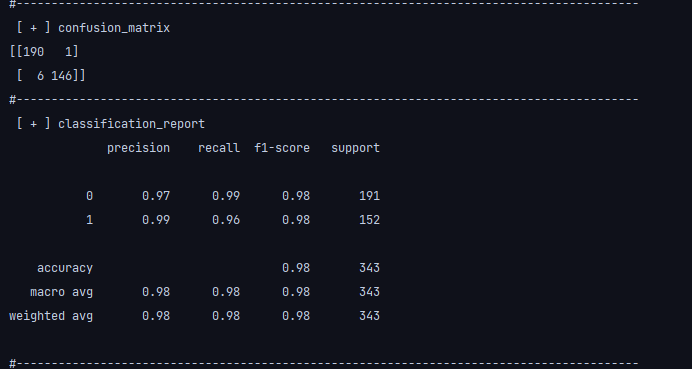 #---------------------------------------------------------------------------------------
[ + ] confusion_matrix
[[190   1]
 [  6 146]]
#---------------------------------------------------------------------------------------
[ + ] classification_report
              precision    recall  f1-score   support
           0       0.97      0.99      0.98       191
           1       0.99      0.96      0.98       152
    accuracy                           0.98       343
   macro avg       0.98      0.98      0.98       343
weighted avg       0.98      0.98      0.98       343
#---------------------------------------------------------------------------------------